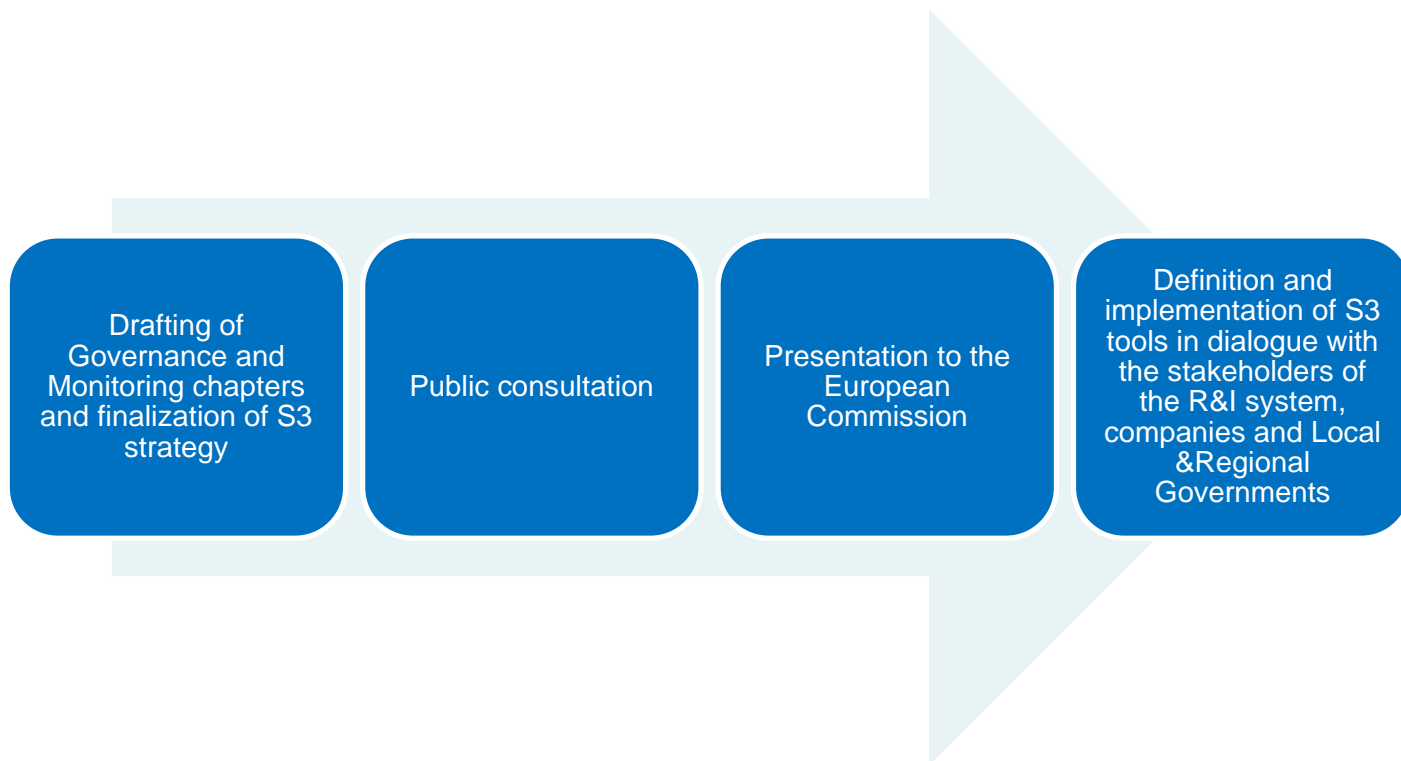 Drafting of
Governance and
Monitoring chapters
and finalization of S3
strategy
Public consultation
Presentation to the
European
Commission
Definition and
implementation of S3
tools in dialogue with
the stakeholders of
the R&I system,
companies and Local
&Regional
Governments